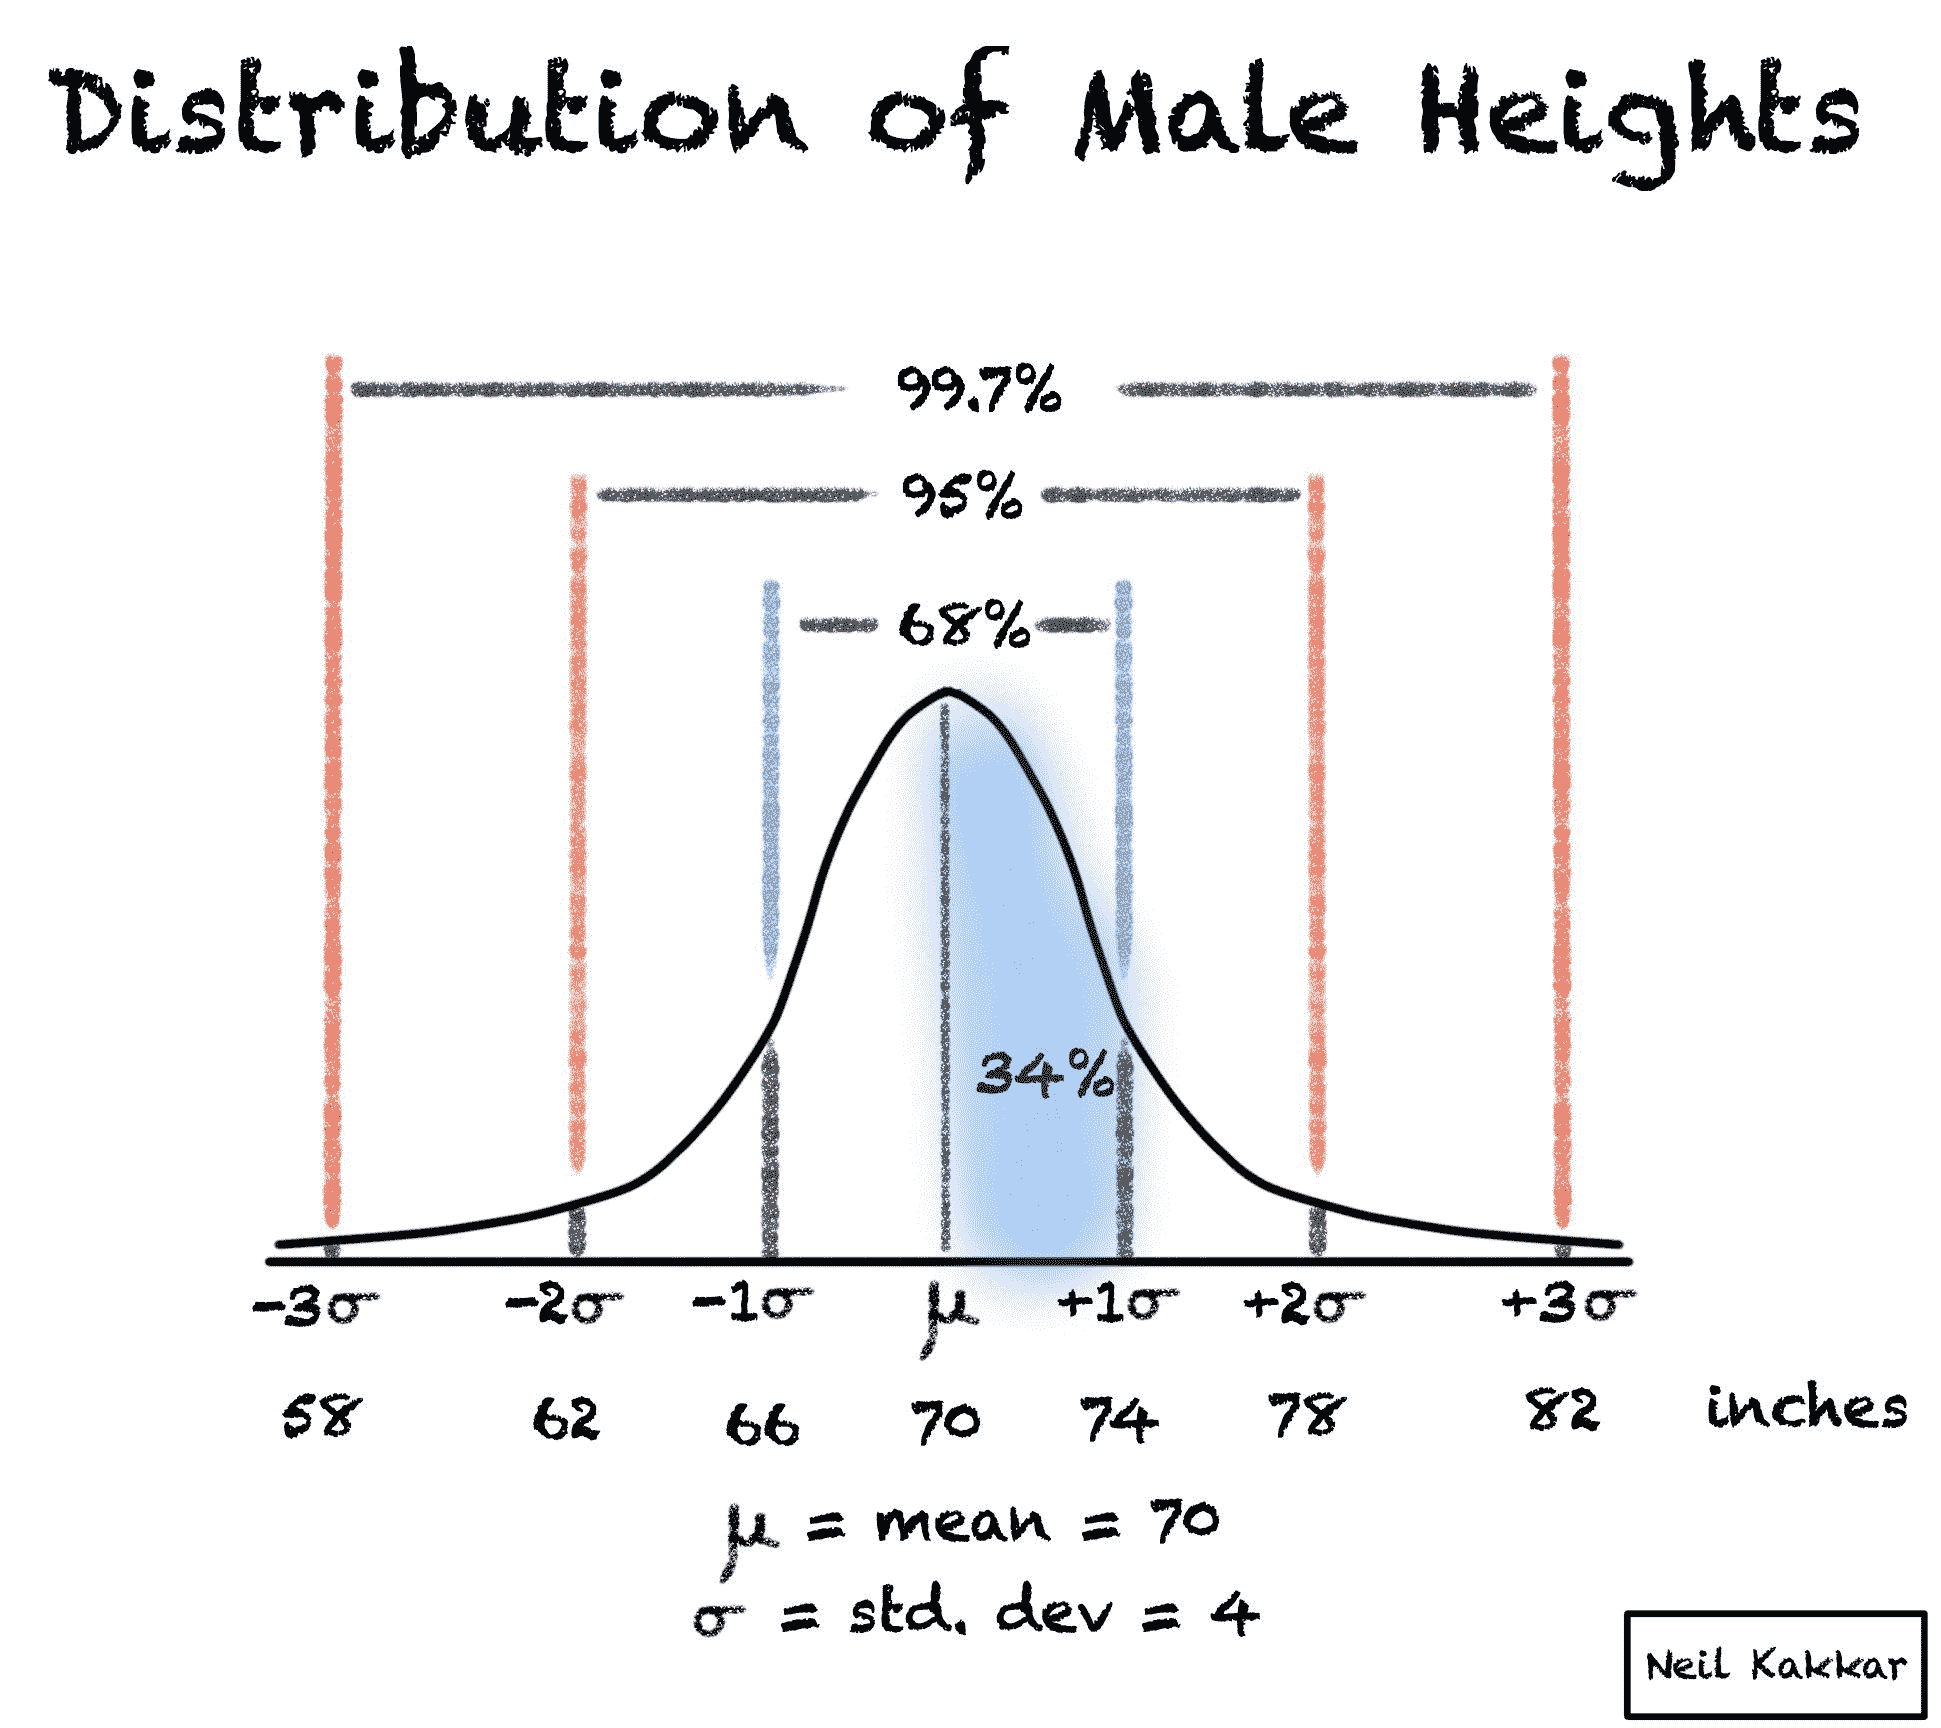 Distribution of Male Heights
99.7%
95%
68%
34%
-3σ -2σ -1σ μ +1σ +2σ +3σ
58 62 66 70 74 78 82 inches
μ = mean = 70
σ = std. dev = 4
Neil Kakkar